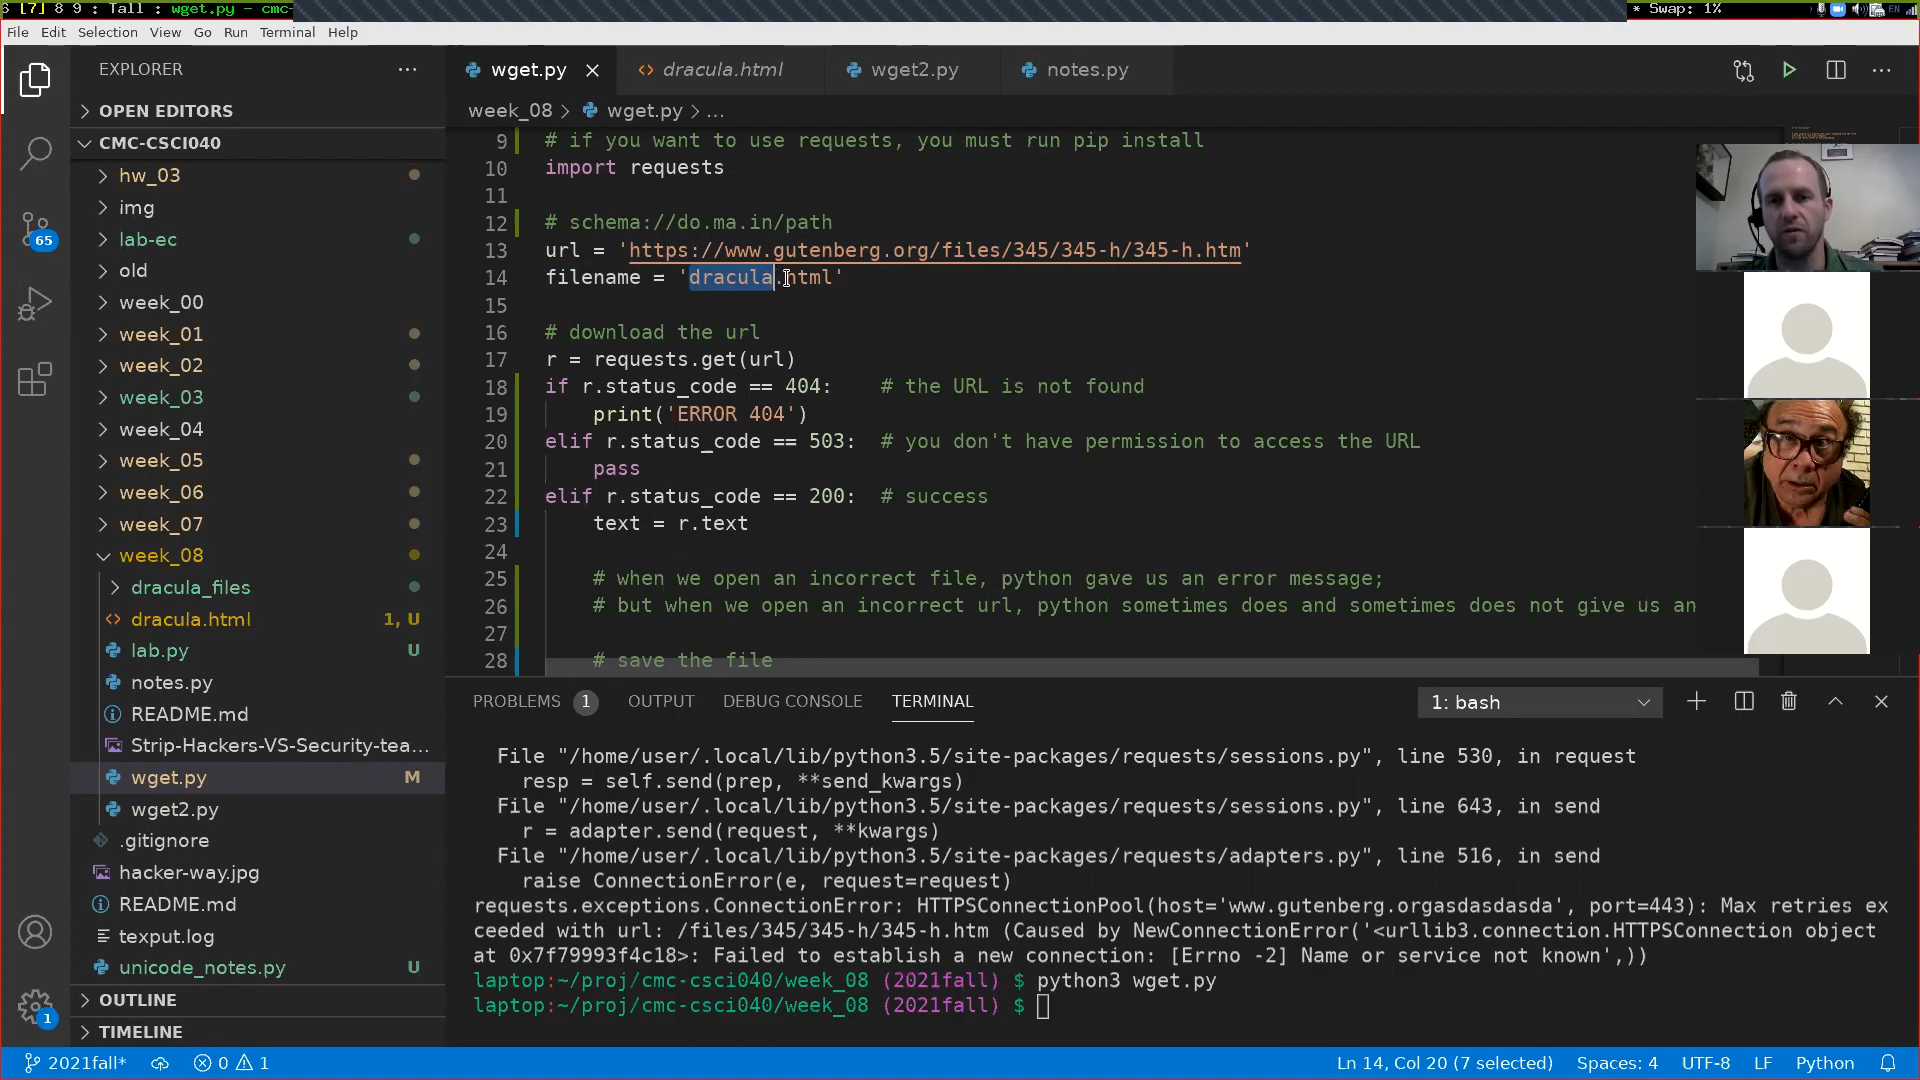 6 [7] 8 9 : Tall : wget.py - cmc-
* Swap: 1%
EN
File Edit Selection View Go Run Terminal Help
EXPLORER ...
OPEN EDITORS
CMC-CSCI040
hw_03
img
lab-ec
old
week_00
week_01
week_02
week_03
week_04
week_05
week_06
week_07
week_08
dracula_files
dracula.html 1, U
lab.py U
notes.py
README.md
Strip-Hackers-VS-Security-tea...
wget.py M
wget2.py
.gitignore
hacker-way.jpg
README.md
texput.log
unicode_notes.py U
OUTLINE
TIMELINE
65
1
wget.py dracula.html wget2.py notes.py
week_08 > wget.py > ...
9 # if you want to use requests, you must run pip install
10 import requests
11
12 # schema://do.ma.in/path
13 url = 'https://www.gutenberg.org/files/345/345-h/345-h.htm'
14 filename = 'dracula.html'
15
16 # download the url
17 r = requests.get(url)
18 if r.status_code == 404: # the URL is not found
19 print('ERROR 404')
20 elif r.status_code == 503: # you don't have permission to access the URL
21 pass
22 elif r.status_code == 200: # success
23 text = r.text
24
25 # when we open an incorrect file, python gave us an error message;
26 # but when we open an incorrect url, python sometimes does and sometimes does not give us an
27
28 # save the file
PROBLEMS 1 OUTPUT DEBUG CONSOLE TERMINAL 1: bash
File "/home/user/.local/lib/python3.5/site-packages/requests/sessions.py", line 530, in request
resp = self.send(prep, **send_kwargs)
File "/home/user/.local/lib/python3.5/site-packages/requests/sessions.py", line 643, in send
r = adapter.send(request, **kwargs)
File "/home/user/.local/lib/python3.5/site-packages/requests/adapters.py", line 516, in send
raise ConnectionError(e, request=request)
requests.exceptions.ConnectionError: HTTPSConnectionPool(host='www.gutenberg.orgasdasdasda', port=443): Max retries ex
ceeded with url: /files/345/345-h/345-h.htm (Caused by NewConnectionError('<urllib3.connection.HTTPSConnection object
at 0x7f79993f4c18>: Failed to establish a new connection: [Errno -2] Name or service not known',))
laptop:~/proj/cmc-csci040/week_08 (2021fall) $ python3 wget.py
laptop:~/proj/cmc-csci040/week_08 (2021fall) $
2021fall* 0 1 Ln 14, Col 20 (7 selected) Spaces: 4 UTF-8 LF Python